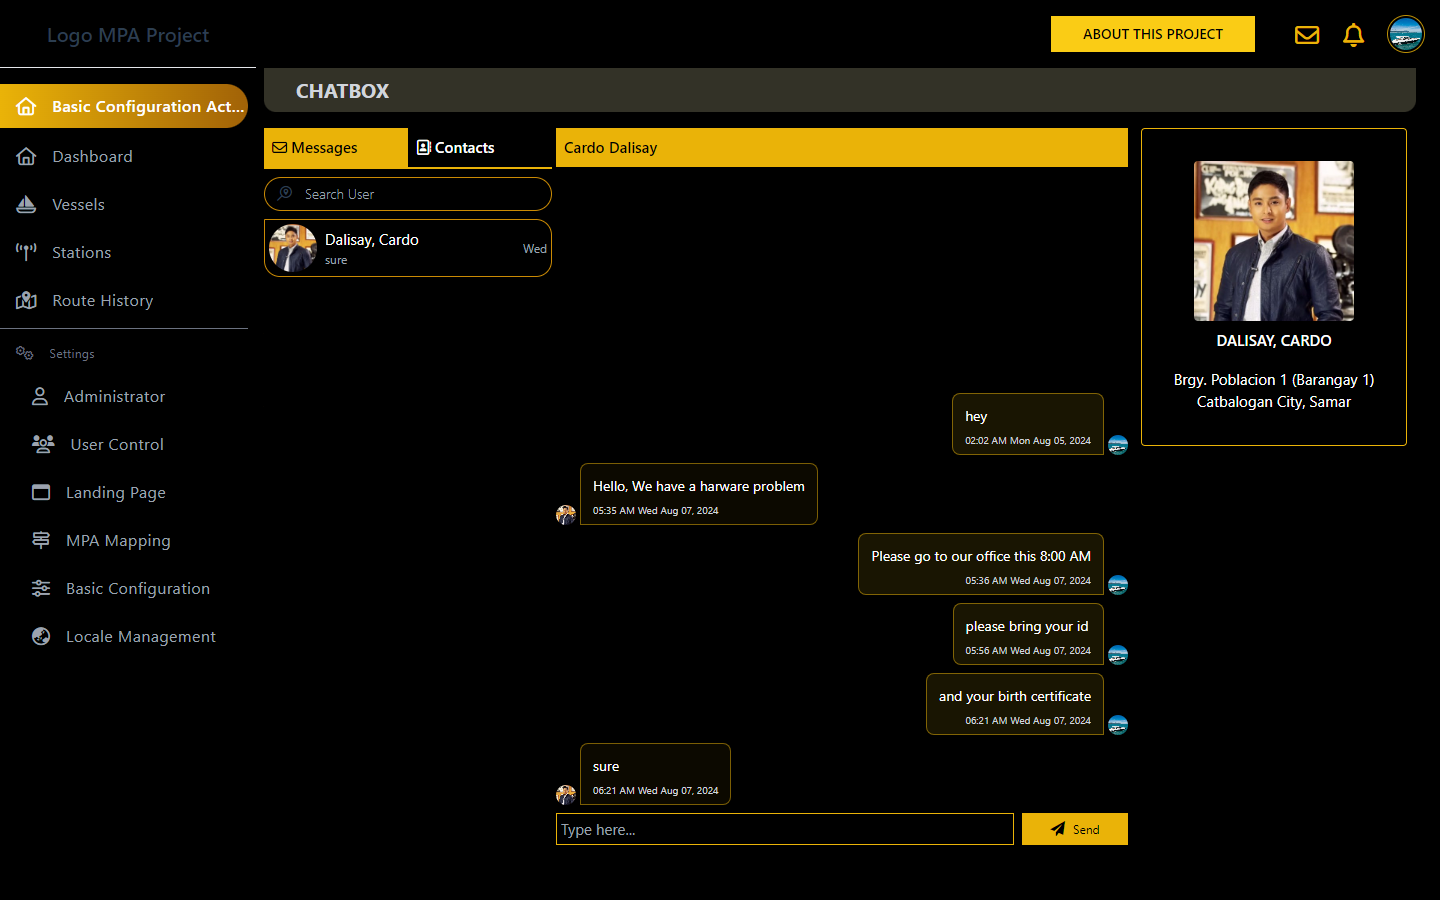 Logo MPA Project
ABOUT THIS PROJECT
Basic Configuration Act...
Dashboard
Vessels
Stations
Route History
Settings
Administrator
User Control
Landing Page
MPA Mapping
Basic Configuration
Locale Management
CHATBOX
Messages
Contacts
Search User
Dalisay, Cardo
sure
Wed
Cardo Dalisay
hey
02:02 AM Mon Aug 05, 2024
Hello, We have a harware problem
05:35 AM Wed Aug 07, 2024
Please go to our office this 8:00 AM
05:36 AM Wed Aug 07, 2024
please bring your id
05:56 AM Wed Aug 07, 2024
and your birth certificate
06:21 AM Wed Aug 07, 2024
sure
06:21 AM Wed Aug 07, 2024
Type here...
Send
DALISAY, CARDO
Brgy. Poblacion 1 (Barangay 1)
Catbalogan City, Samar